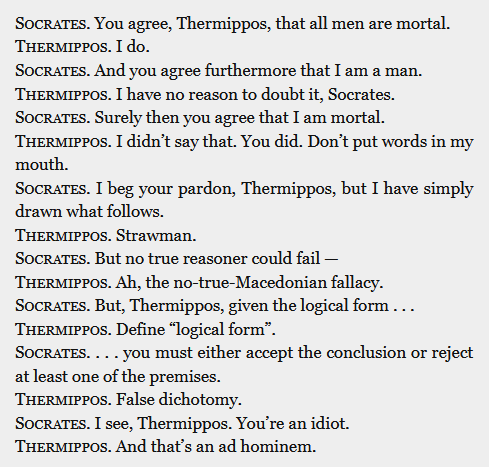 SOCRATES. You agree, Thermippos, that all men are mortal.
THERMIPPOS. I do.
SOCRATES. And you agree furthermore that I am a man.
THERMIPPOS. I have no reason to doubt it, Socrates.
SOCRATES. Surely then you agree that I am mortal.
THERMIPPOS. I didn’t say that. You did. Don’t put words in my
mouth.
SOCRATES. I beg your pardon, Thermippos, but I have simply
drawn what follows.
THERMIPPOS. Strawman.
SOCRATES. But no true reasoner could fail —
THERMIPPOS. Ah, the no-true-Macedonian fallacy.
SOCRATES. But, Thermippos, given the logical form . . .
THERMIPPOS. Define “logical form”.
SOCRATES. . . . you must either accept the conclusion or reject
at least one of the premises.
THERMIPPOS. False dichotomy.
SOCRATES. I see, Thermippos. You’re an idiot.
THERMIPPOS. And that’s an ad hominem.